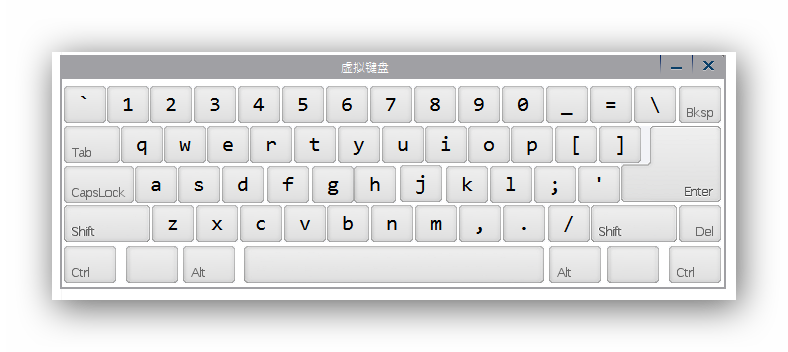 虚拟键盘
` 1 2 3 4 5 6 7 8 9 0 _ = \ Bksp
Tab q w e r t y u i o p [ ]
CapsLock a s d f g h j k l ; ' Enter
Shift z x c v b n m , . / Shift Del
Ctrl Alt Alt Ctrl